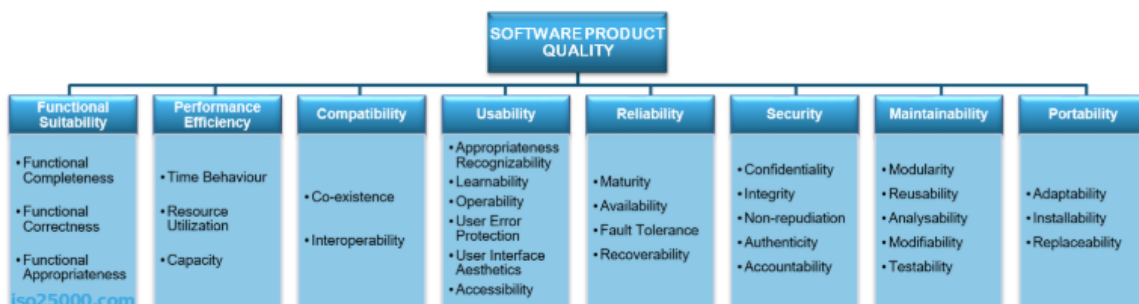 SOFTWARE PRODUCT
QUALITY
Functional
Suitability
• Functional
Completeness
• Functional
Correctness
• Functional
Appropriateness
Performance
Efficiency
• Time Behaviour
• Resource
Utilization
• Capacity
Compatibility
• Co-existence
• Interoperability
Usability
• Appropriateness
Recognizability
• Learnability
• Operability
• User Error
Protection
• User Interface
Aesthetics
• Accessibility
Reliability
• Maturity
• Availability
• Fault Tolerance
• Recoverability
Security
• Confidentiality
• Integrity
• Non-repudiation
• Authenticity
• Accountability
Maintainability
• Modularity
• Reusability
• Analysability
• Modifiability
• Testability
Portability
• Adaptability
• Installability
• Replaceability
iso25000.com